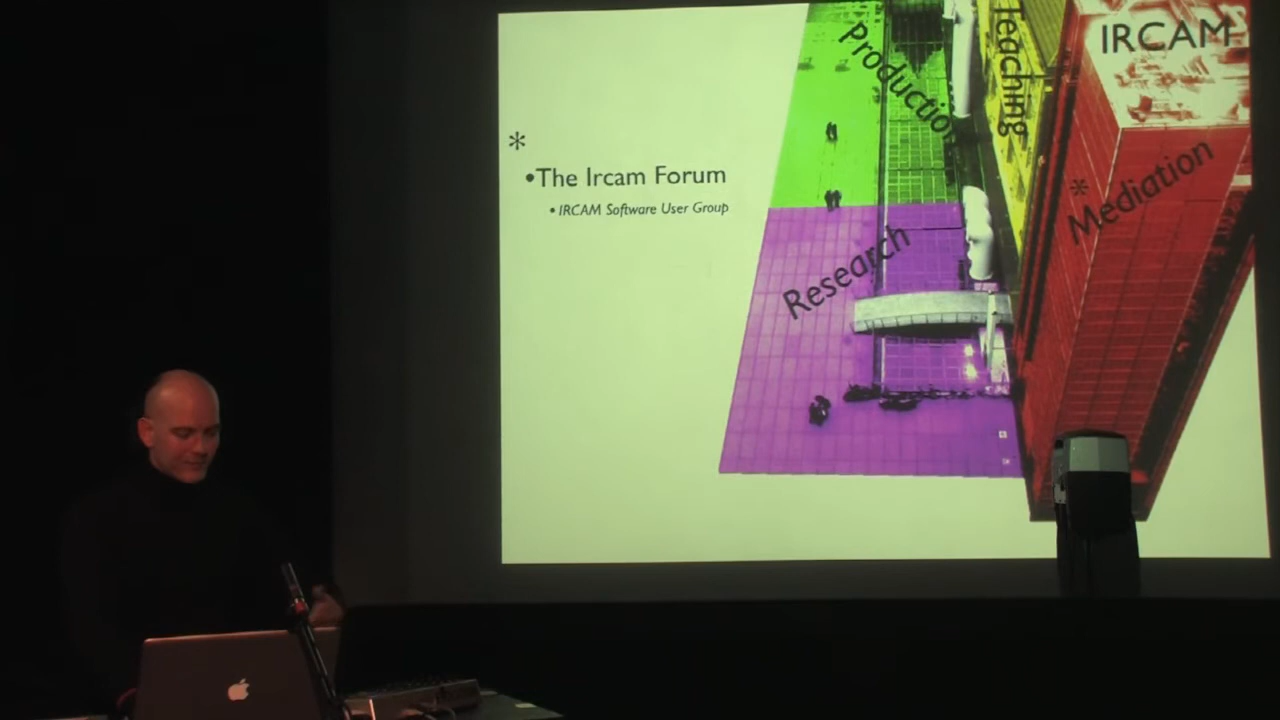 *
•The Ircam Forum
• IRCAM Software User Group
Production
Teaching
IRCAM
* Mediation
Research